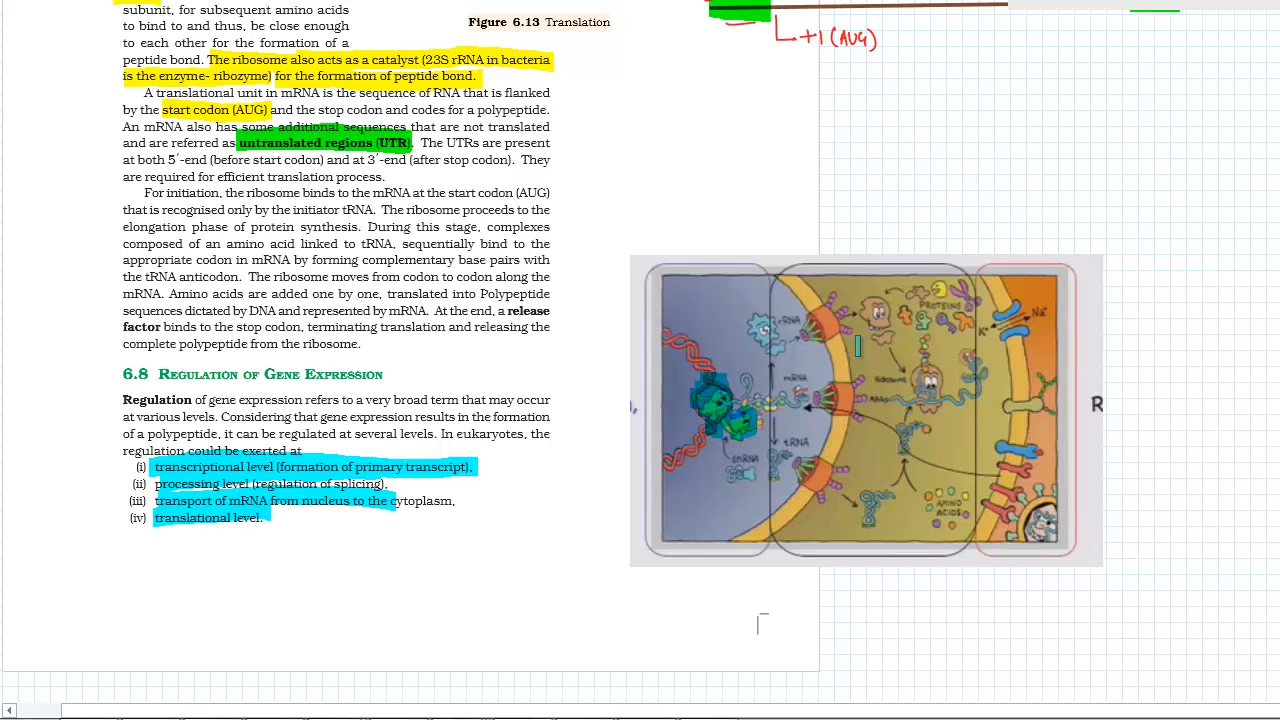 subunit, for subsequent amino acids
to bind to and thus, be close enough
to each other for the formation of a
peptide bond. The ribosome also acts as a catalyst (23S rRNA in bacteria
is the enzyme- ribozyme) for the formation of peptide bond.
A translational unit in mRNA is the sequence of RNA that is flanked
by the start codon (AUG) and the stop codon and codes for a polypeptide.
An mRNA also has some additional sequences that are not translated
and are referred as untranslated regions (UTR). The UTRs are present
at both 5′-end (before start codon) and at 3′-end (after stop codon). They
are required for efficient translation process.
For initiation, the ribosome binds to the mRNA at the start codon (AUG)
that is recognised only by the initiator tRNA. The ribosome proceeds to the
elongation phase of protein synthesis. During this stage, complexes
composed of an amino acid linked to tRNA, sequentially bind to the
appropriate codon in mRNA by forming complementary base pairs with
the tRNA anticodon. The ribosome moves from codon to codon along the
mRNA. Amino acids are added one by one, translated into Polypeptide
sequences dictated by DNA and represented by mRNA. At the end, a release
factor binds to the stop codon, terminating translation and releasing the
complete polypeptide from the ribosome.
6.8 REGULATION OF GENE EXPRESSION
Regulation of gene expression refers to a very broad term that may occur
at various levels. Considering that gene expression results in the formation
of a polypeptide, it can be regulated at several levels. In eukaryotes, the
regulation could be exerted at
(i) transcriptional level (formation of primary transcript),
(ii) processing level (regulation of splicing),
(iii) transport of mRNA from nucleus to the cytoplasm,
(iv) translational level.
Figure 6.13 Translation
+1 (AUG)
rRNA
PROTEINS
Na⁺
K⁺
mRNA
RIBOSOME
tRNA
AMINO
ACIDS
R